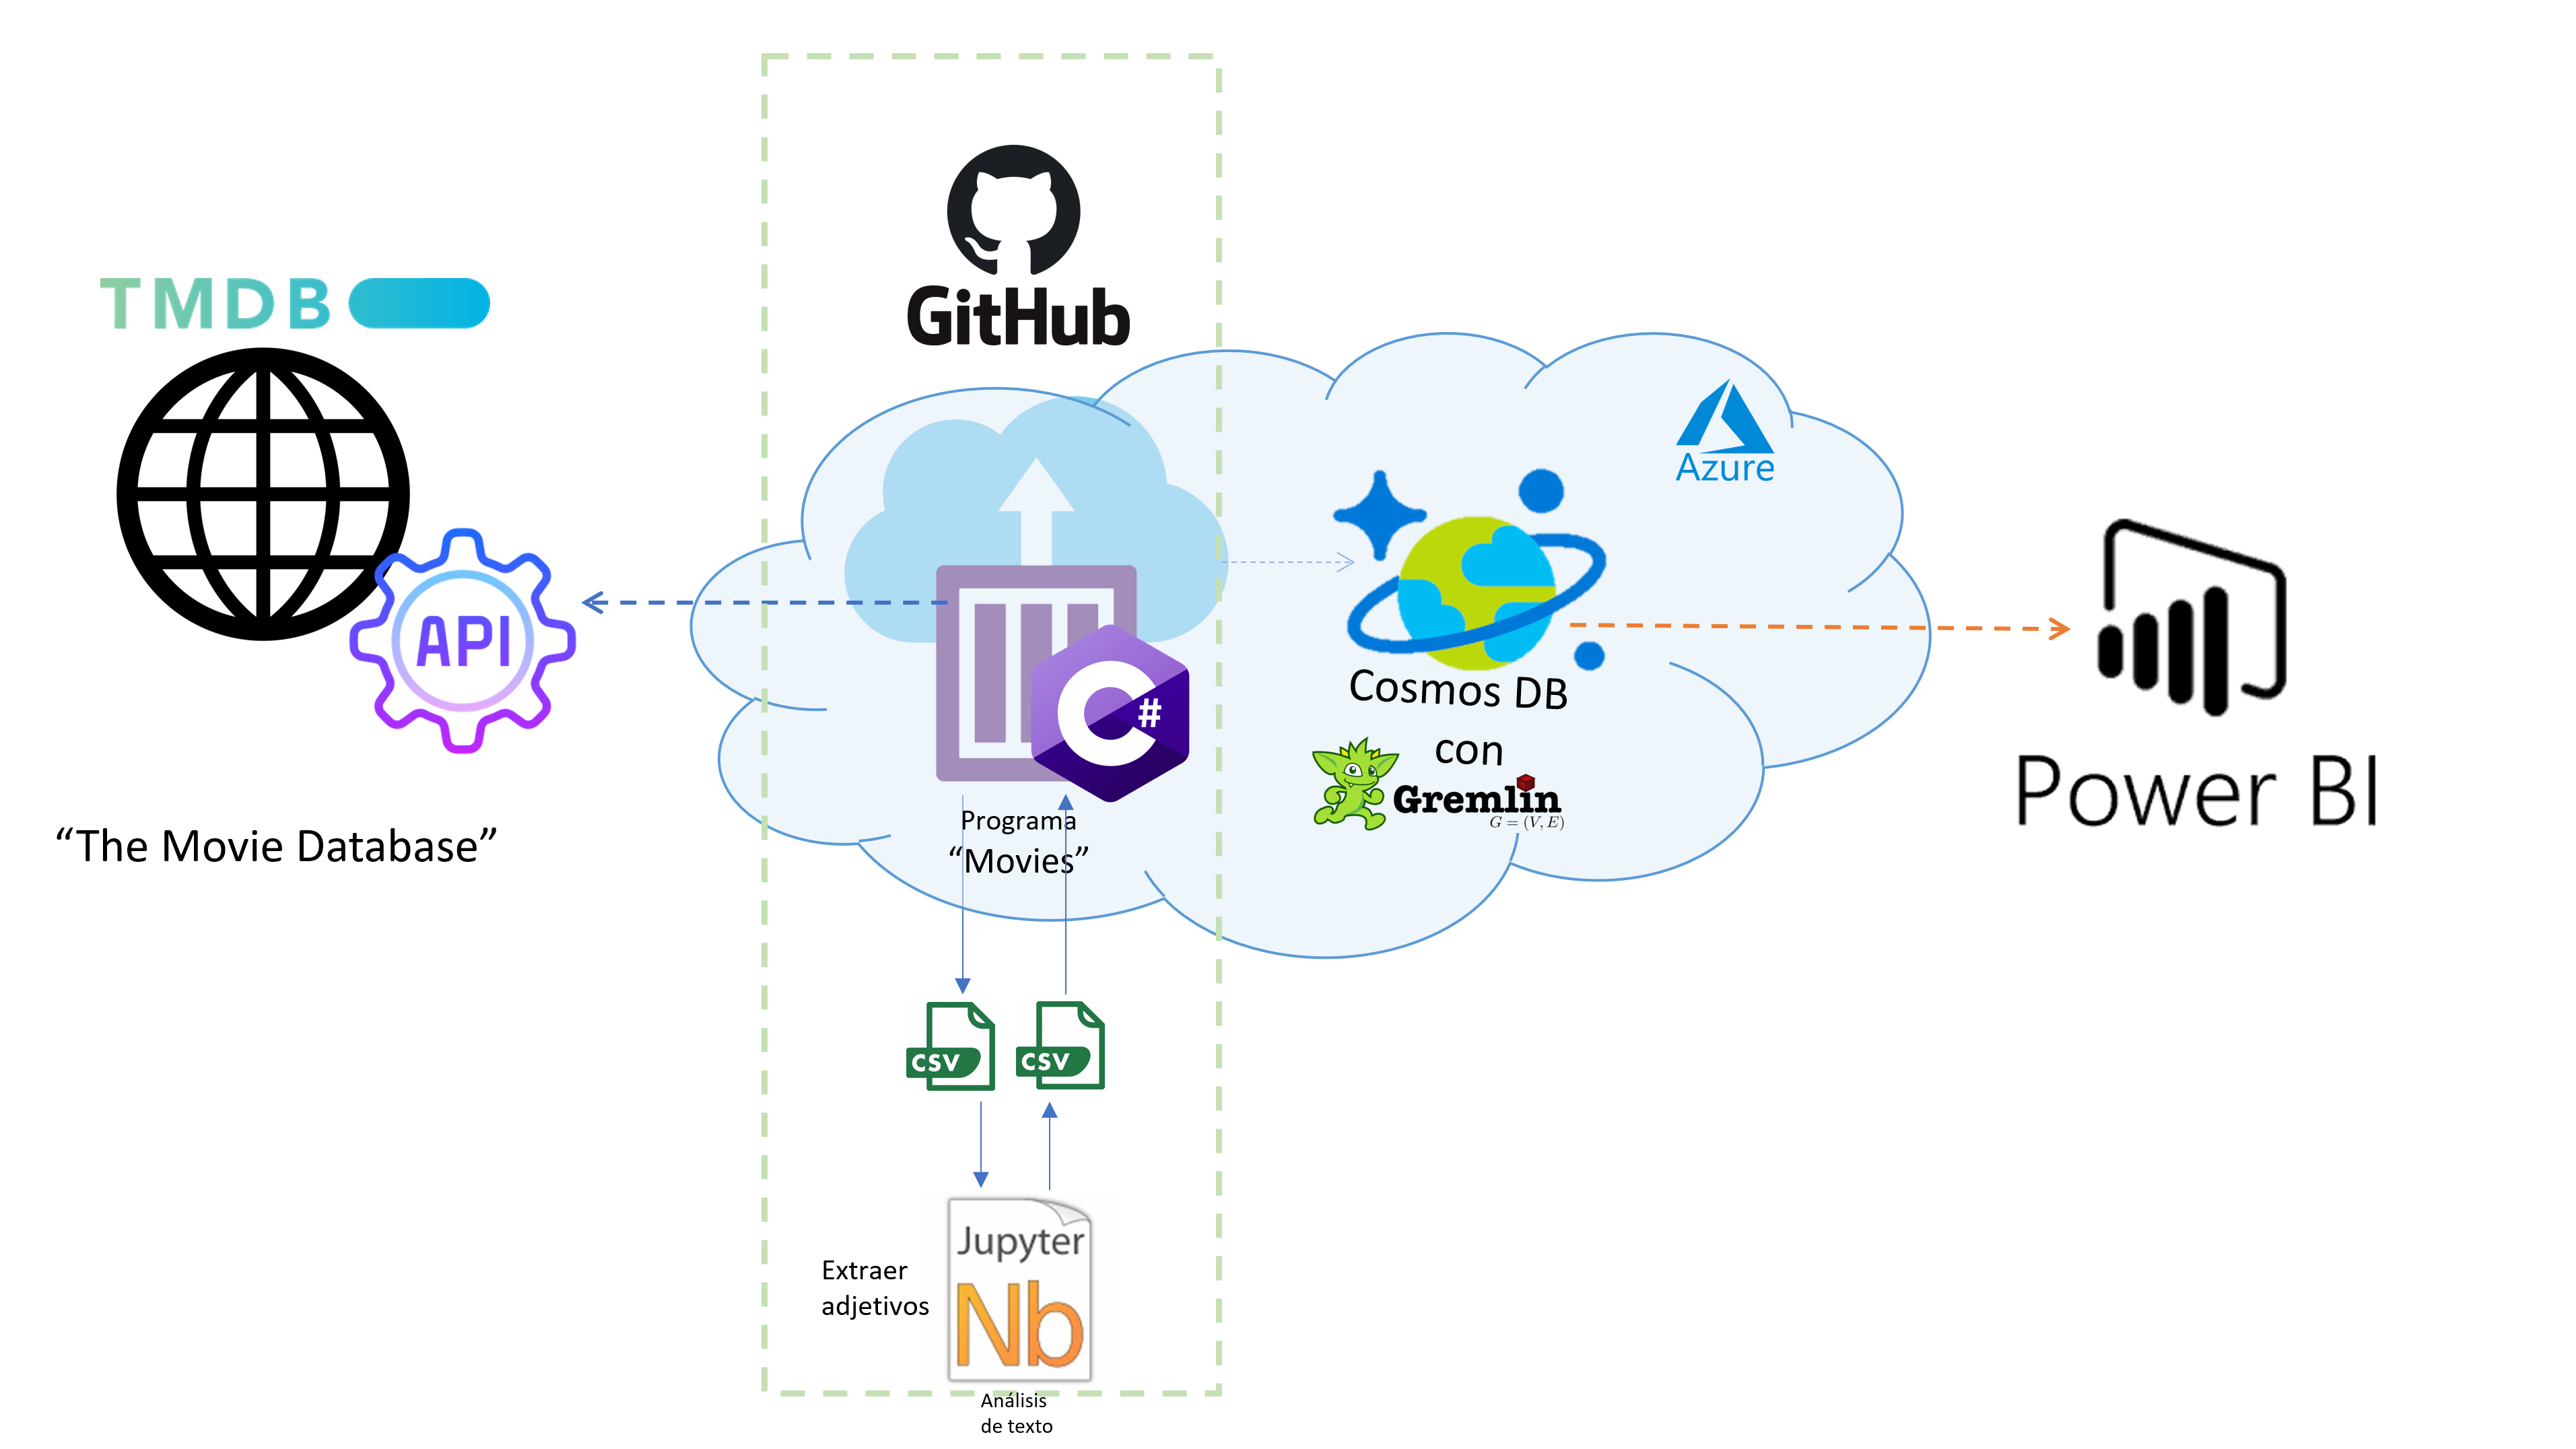 GitHub
TMDB
Azure
API
#
Cosmos DB
con
Gremlin
G = (V, E)
Programa
“Movies”
“The Movie Database”
Power BI
CSV
CSV
Jupyter
Nb
Extraer
adjetivos
Análisis
de texto